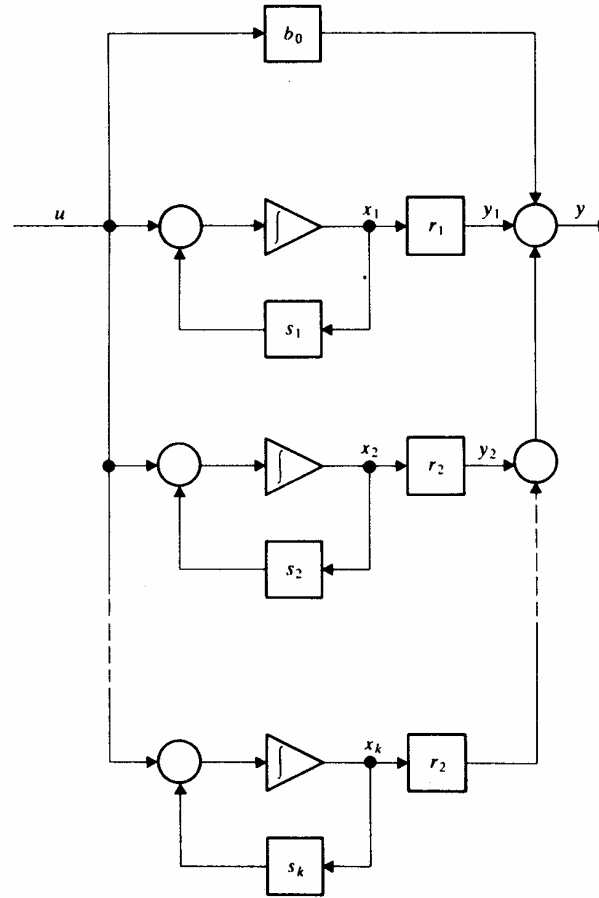 b₀
u
∫
x₁
r₁
y₁
y
s₁
∫
x₂
r₂
y₂
s₂
∫
xₖ
r₂
sₖ